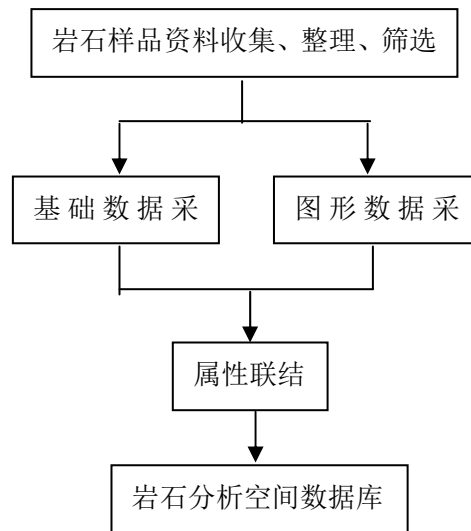 岩石样品资料收集、整理、筛选
基础数据采
图形数据采
属性联结
岩石分析空间数据库